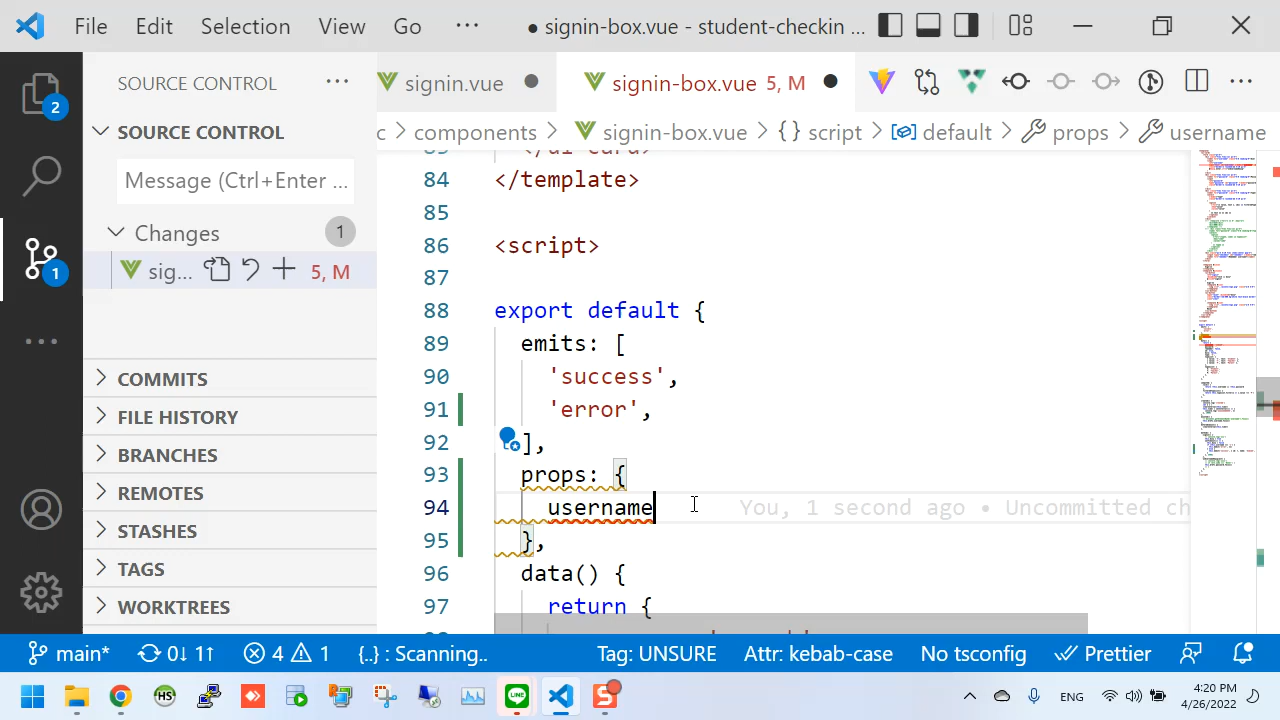 File Edit Selection View Go ··· ● signin-box.vue - student-checkin ...
SOURCE CONTROL ···
signin.vue ●
signin-box.vue 5, M ●
c > components > signin-box.vue > {} script > default > props > username
2
SOURCE CONTROL
Message (Ctrl+Enter ...
Changes 1
sig... 5, M
1
COMMITS
FILE HISTORY
BRANCHES
REMOTES
STASHES
TAGS
WORKTREES
84 </template>
85
86 <script>
87
88 export default {
89 emits: [
90 'success',
91 'error',
92 ],
93 props: {
94 username You, 1 second ago • Uncommitted ch
95 },
96 data() {
97 return {
main* 0↓ 1↑ 4 1 {..} : Scanning.. Tag: UNSURE Attr: kebab-case No tsconfig Prettier
HS
S
LINE
ENG
4:20 PM
4/26/2022